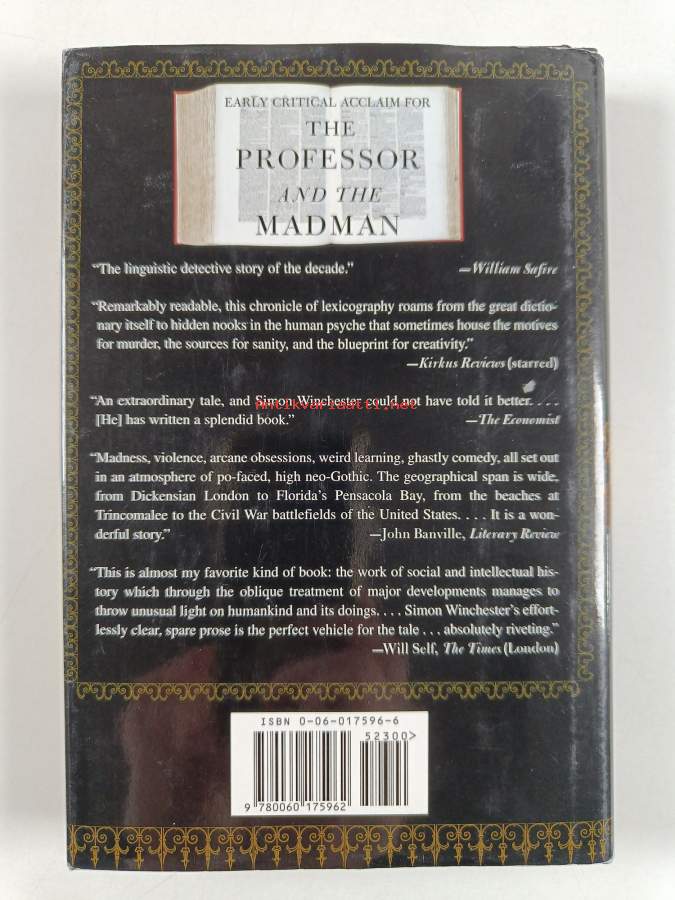 EARLY CRITICAL ACCLAIM FOR
THE
PROFESSOR
AND THE
MADMAN
“The linguistic detective story of the decade.” —William Safire
“Remarkably readable, this chronicle of lexicography roams from the great dictio-
nary itself to hidden nooks in the human psyche that sometimes house the motives
for murder, the sources for sanity, and the blueprint for creativity.”
—Kirkus Reviews (starred)
“An extraordinary tale, and Simon Winchester could not have told it better. . . .
Antikvariaatti.net
[He] has written a splendid book.” —The Economist
“Madness, violence, arcane obsessions, weird learning, ghastly comedy, all set out
in an atmosphere of po-faced, high neo-Gothic. The geographical span is wide,
from Dickensian London to Florida’s Pensacola Bay, from the beaches at
Trincomalee to the Civil War battlefields of the United States. . . . It is a won-
derful story.” —John Banville, Literary Review
“This is almost my favorite kind of book: the work of social and intellectual his-
tory which through the oblique treatment of major developments manages to
throw unusual light on humankind and its doings. . . . Simon Winchester’s effort-
lessly clear, spare prose is the perfect vehicle for the tale . . . absolutely riveting.”
—Will Self, The Times (London)
ISBN 0-06-017596-6
52300>
9 780060 175962